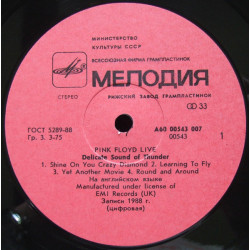 МИНИСТЕРСТВО
КУЛЬТУРЫ СССР
ВСЕСОЮЗНАЯ ФИРМА ГРАМПЛАСТИНОК
МЕЛОДИЯ
СТЕРЕО
РИЖСКИЙ ЗАВОД ГРАМПЛАСТИНОК
33
ГОСТ 5289-88
Гр. 3. 3-75
А60 00543 007
00543 1
PINK FLOYD LIVE
Delicate Sound of Thunder
1. Shine On You Crazy Diamond 2. Learning To Fly
3. Yet Another Movie 4. Round and Around
На английском языке
Manufactured under license of
EMI Records (UK)
Запись 1988 г.
(цифровая)